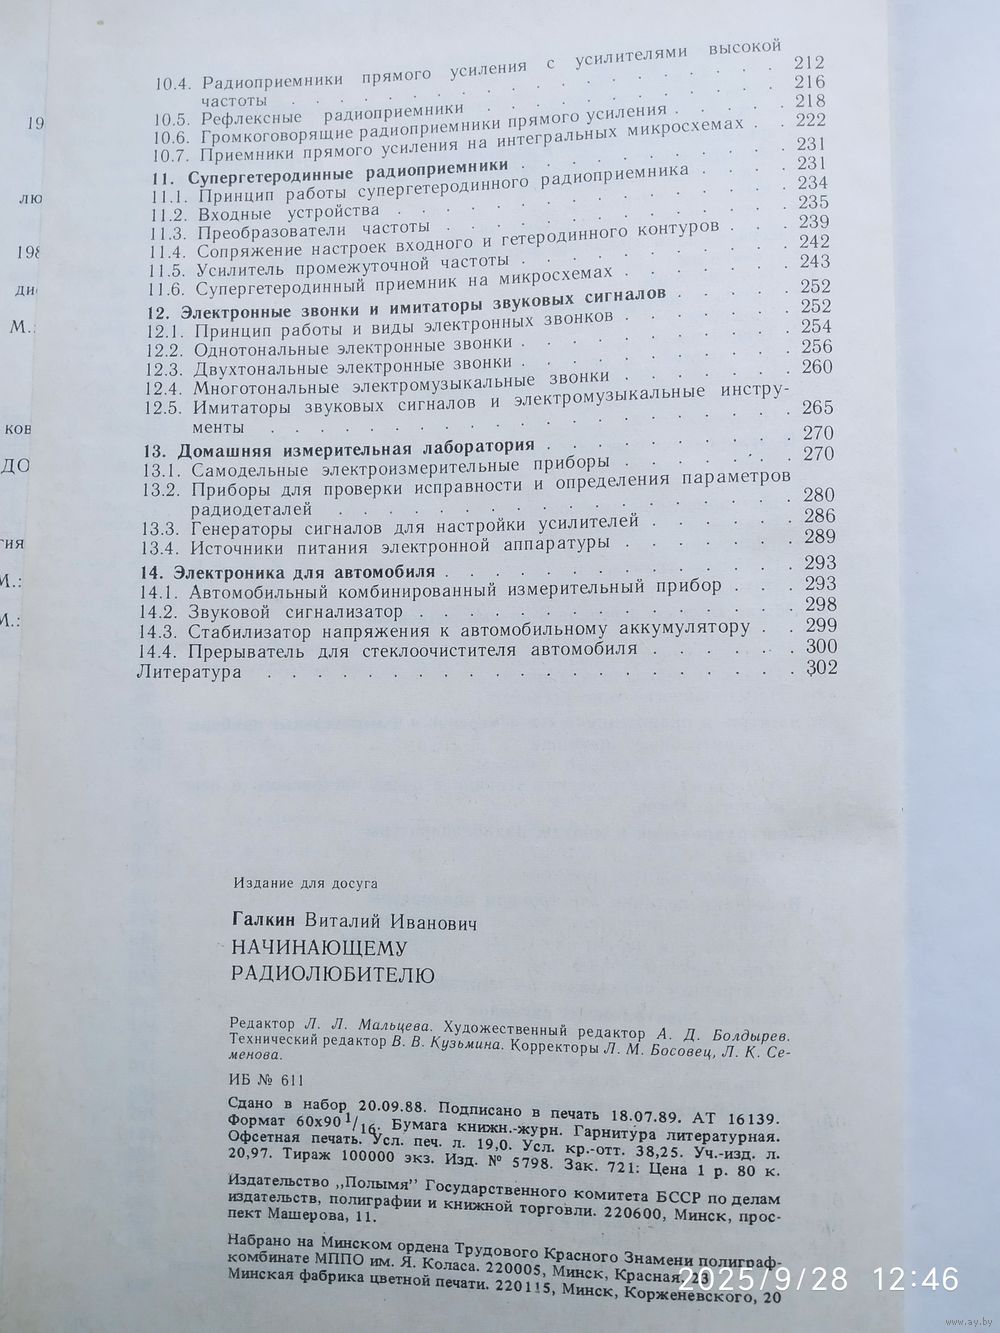 19
лю
198
М.:
ков
ДО
гия
М.:
М.:
10.4. Радиоприемники прямого усиления с усилителями высокой
частоты . . . 212
10.5. Рефлексные радиоприемники . . . 216
10.6. Громкоговорящие радиоприемники прямого усиления . . . 218
10.7. Приемники прямого усиления на интегральных микросхемах . . 222
11. Супергетеродинные радиоприемники . . . 231
11.1. Принцип работы супергетеродинного радиоприемника . . . 231
11.2. Входные устройства . . . 234
11.3. Преобразователи частоты . . . 235
11.4. Сопряжение настроек входного и гетеродинного контуров . . . 239
11.5. Усилитель промежуточной частоты . . . 242
11.6. Супергетеродинный приемник на микросхемах . . . 243
12. Электронные звонки и имитаторы звуковых сигналов . . . 252
12.1. Принцип работы и виды электронных звонков . . . 252
12.2. Однотональные электронные звонки . . . 254
12.3. Двухтональные электронные звонки . . . 256
12.4. Многотональные электромузыкальные звонки . . . 260
12.5. Имитаторы звуковых сигналов и электромузыкальные инстру-
менты . . . 265
13. Домашняя измерительная лаборатория . . . 270
13.1. Самодельные электроизмерительные приборы . . . 270
13.2. Приборы для проверки исправности и определения параметров
радиодеталей . . . 280
13.3. Генераторы сигналов для настройки усилителей . . . 286
13.4. Источники питания электронной аппаратуры . . . 289
14. Электроника для автомобиля . . . 293
14.1. Автомобильный комбинированный измерительный прибор . . . 293
14.2. Звуковой сигнализатор . . . 298
14.3. Стабилизатор напряжения к автомобильному аккумулятору . . 299
14.4. Прерыватель для стеклоочистителя автомобиля . . . 300
Литература . . . 302
Издание для досуга
Галкин Виталий Иванович
НАЧИНАЮЩЕМУ
РАДИОЛЮБИТЕЛЮ
Редактор Л. Л. Мальцева. Художественный редактор А. Д. Болдырев.
Технический редактор В. В. Кузьмина. Корректоры Л. М. Босовец, Л. К. Се-
менова.
ИБ № 611
Сдано в набор 20.09.88. Подписано в печать 18.07.89. АТ 16139.
Формат 60х90 1/16. Бумага книжн.-журн. Гарнитура литературная.
Офсетная печать. Усл. печ. л. 19,0. Усл. кр.-отт. 38,25. Уч.-изд. л.
20,97. Тираж 100000 экз. Изд. № 5798. Зак. 721: Цена 1 р. 80 к.
Издательство „Полымя” Государственного комитета БССР по делам
издательств, полиграфии и книжной торговли. 220600, Минск, прос-
пект Машерова, 11.
Набрано на Минском ордена Трудового Красного Знамени полиграф-
комбинате МППО им. Я. Коласа. 220005, Минск, Красная, 23
Минская фабрика цветной печати. 220115, Минск, Корженевского, 20
2025/9/28 12:46
www.ay.by